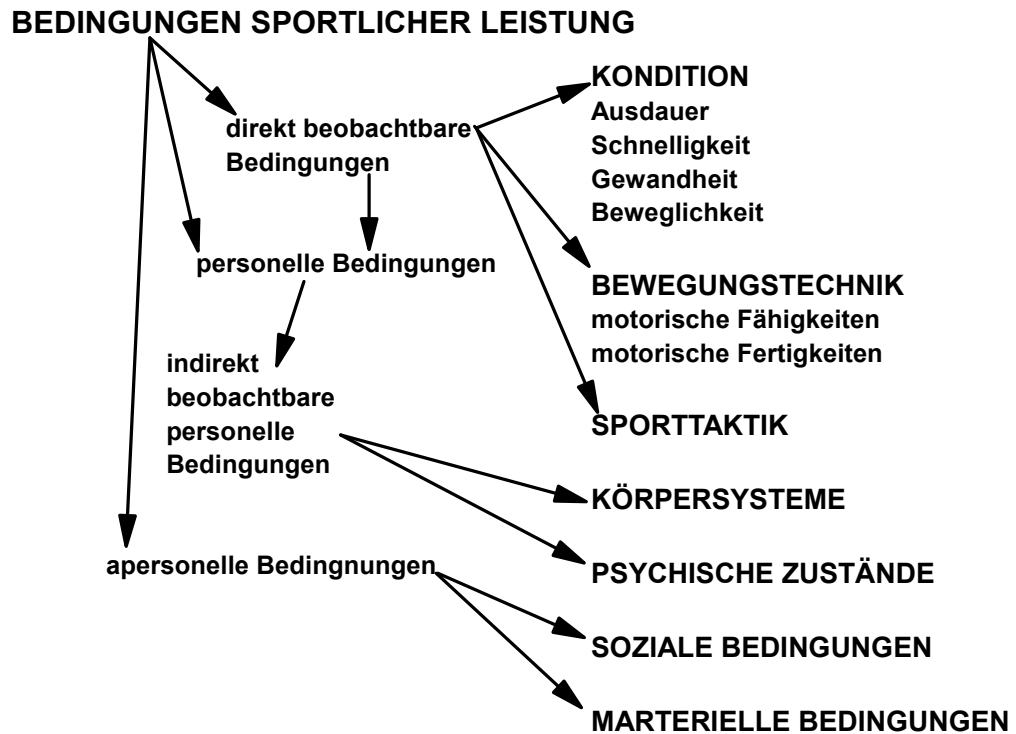 BEDINGUNGEN SPORTLICHER LEISTUNG
direkt beobachtbare
Bedingungen
personelle Bedingungen
indirekt
beobachtbare
personelle
Bedingungen
apersonelle Bedingnungen
KONDITION
Ausdauer
Schnelligkeit
Gewandheit
Beweglichkeit
BEWEGUNGSTECHNIK
motorische Fähigkeiten
motorische Fertigkeiten
SPORTTAKTIK
KÖRPERSYSTEME
PSYCHISCHE ZUSTÄNDE
SOZIALE BEDINGUNGEN
MARTERIELLE BEDINGUNGEN